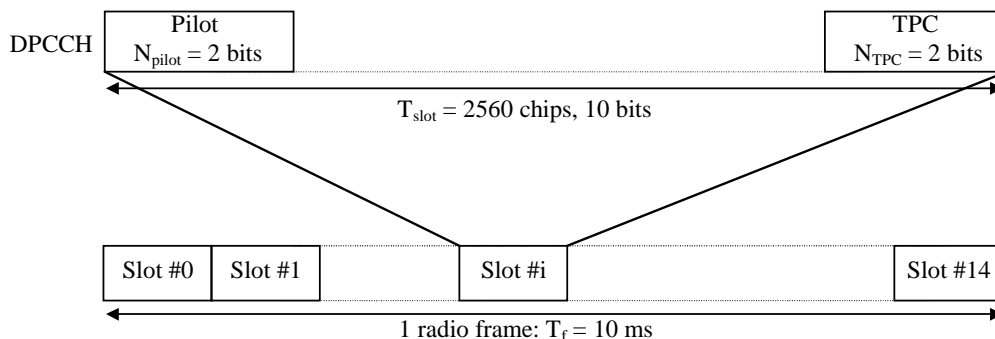 Pilot
TPC
DPCCH
N_pilot = 2 bits
N_TPC = 2 bits
T_slot = 2560 chips, 10 bits
Slot #0
Slot #1
Slot #i
Slot #14
1 radio frame: T_f = 10 ms